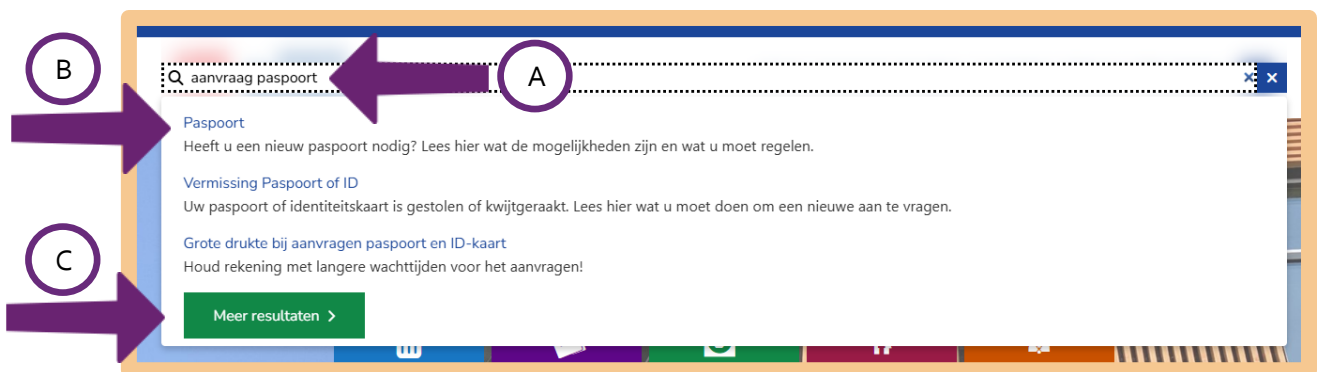 B
aanvraag paspoort
A
Paspoort
Heeft u een nieuw paspoort nodig? Lees hier wat de mogelijkheden zijn en wat u moet regelen.
Vermissing Paspoort of ID
Uw paspoort of identiteitskaart is gestolen of kwijtgeraakt. Lees hier wat u moet doen om een nieuwe aan te vragen.
Grote drukte bij aanvragen paspoort en ID-kaart
C
Houd rekening met langere wachttijden voor het aanvragen!
Meer resultaten